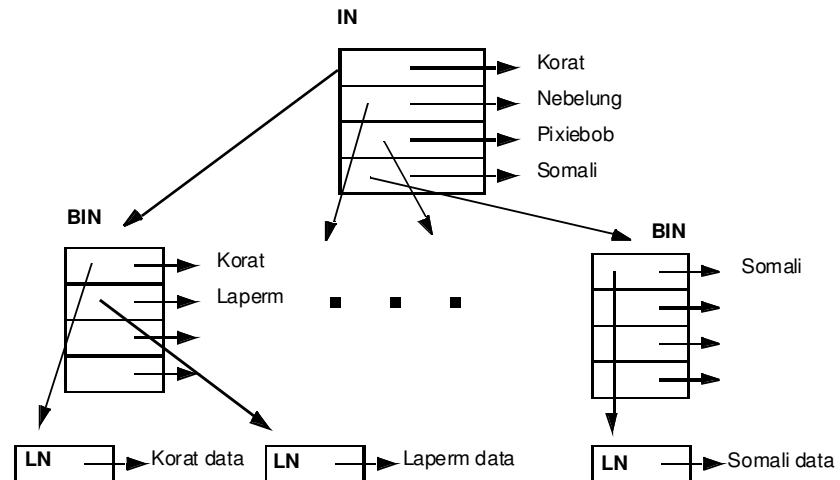 IN
Korat
Nebelung
Pixiebob
Somali
BIN
Korat
Laperm
BIN
Somali
LN
Korat data
LN
Laperm data
LN
Somali data